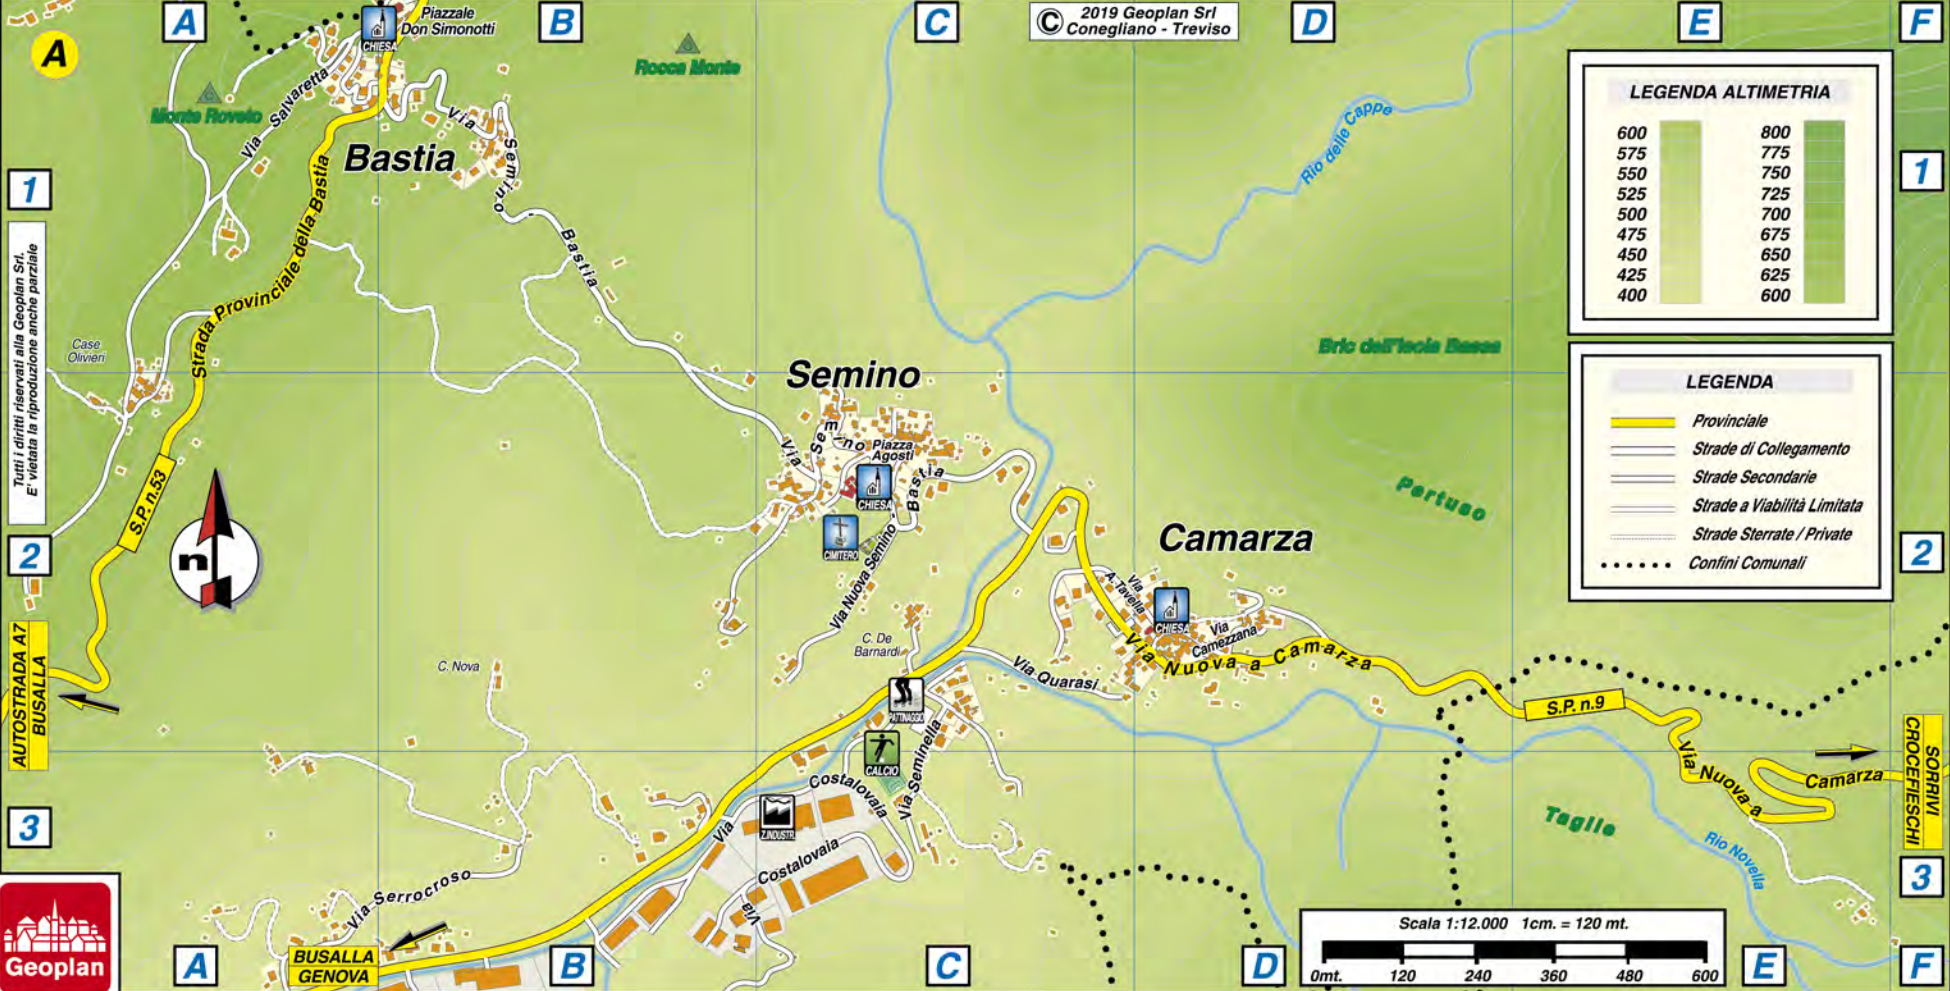 A
B
C
D
E
F
A
Piazzale
Don Simonotti
CHIESA
© 2019 Geoplan Srl
Conegliano - Treviso
Rocca Monte
Monte Roveto
Via Salvaretta
Bastia
Via Semino
Bastia
Rio delle Cappe
1
1
LEGENDA ALTIMETRIA
600 800
575 775
550 750
525 725
500 700
475 675
450 650
425 625
400 600
Tutti i diritti riservati alla Geoplan Srl.
E' vietata la riproduzione anche parziale
Strada Provinciale della Bastia
Case
Olivieri
Bric dell'Isola Bassa
Semino
Via Semino
Piazza
Agosti
Bastia
CHIESA
CIMITERO
Via Nuova Semino
LEGENDA
Provinciale
Strade di Collegamento
Strade Secondarie
Strade a Viabilità Limitata
Strade Sterrate / Private
Confini Comunali
S.P. n.53
n
2
2
Pertuso
Camarza
Via
A. Tavella
CHIESA
Via
Camezzana
Via Nuova a Camarza
Via Quarasi
C. De
Barnardi
C. Nova
AUTOSTRADA A7
BUSALLA
PATTINAGGIO
CALCIO
Via Seminella
Costalovaia
Z.INDUSTR.
Via
Costalovaia
Via
S.P. n.9
Via Nuova a
Camarza
SORRIVI
CROCEFIESCHI
Taglio
Rio Novella
3
3
Via Serrocroso
BUSALLA
GENOVA
Geoplan
Scala 1:12.000 1cm. = 120 mt.
0mt. 120 240 360 480 600
A
B
C
D
E
F